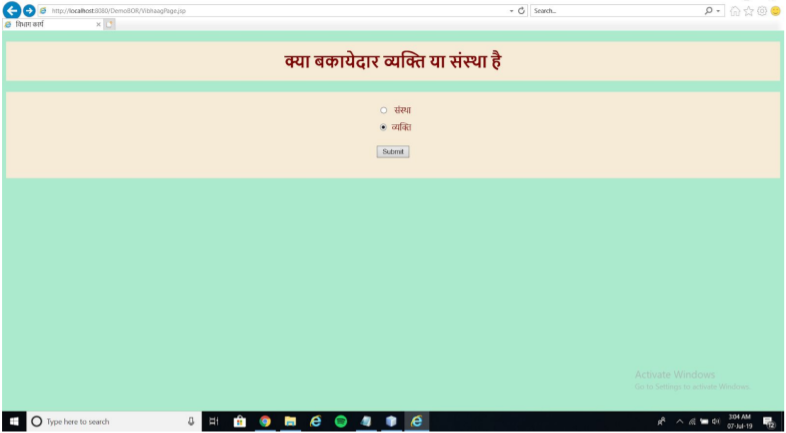 http://localhost:8080/DemoBOR/VibhaagPage.jsp
Search...
विभाग कार्य
क्या बकायेदार व्यक्ति या संस्था है
संस्था
व्यक्ति
Submit
Activate Windows
Go to Settings to activate Windows.
Type here to search
3:04 AM
07-Jul-19